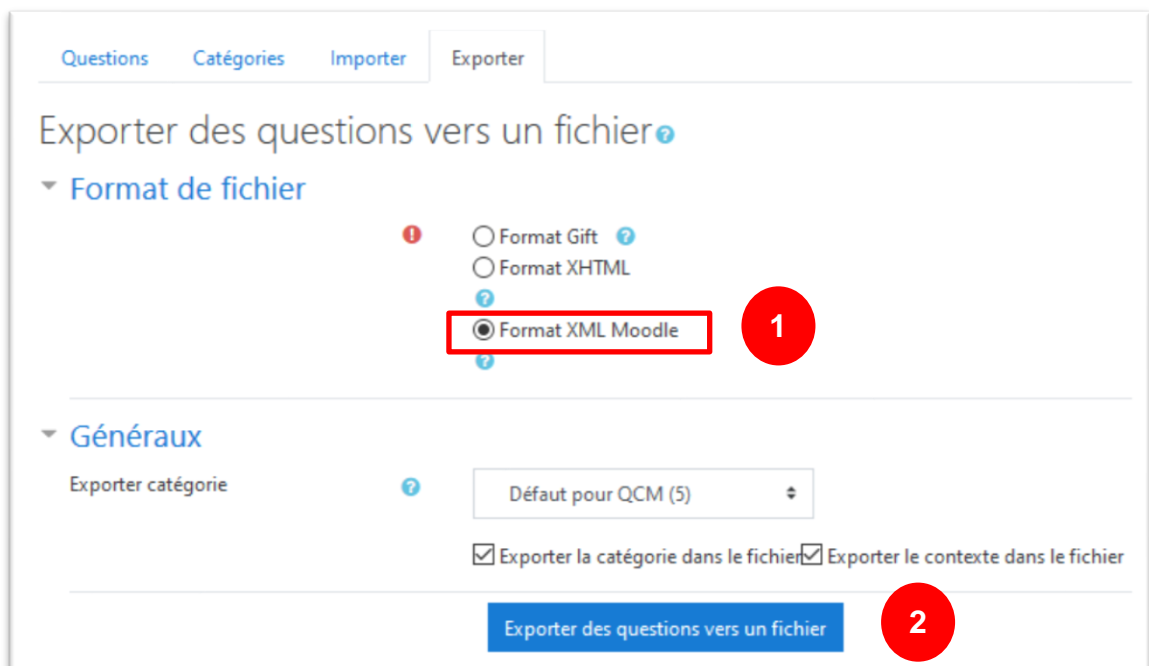 Questions Catégories Importer Exporter
Exporter des questions vers un fichier
Format de fichier
Format Gift
Format XHTML
Format XML Moodle
1
Généraux
Exporter catégorie
Défaut pour QCM (5)
Exporter la catégorie dans le fichier Exporter le contexte dans le fichier
Exporter des questions vers un fichier
2